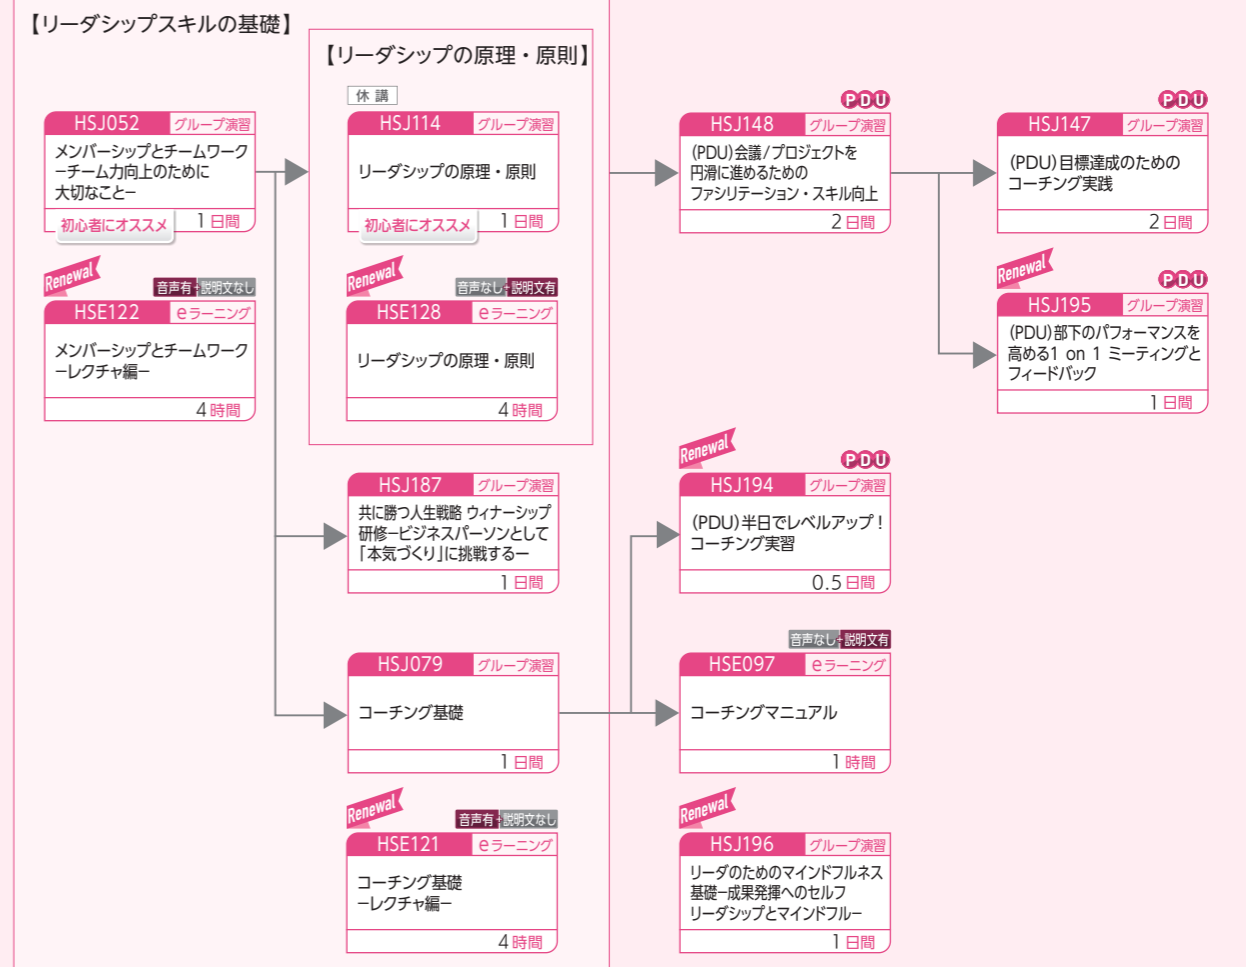 【リーダシップスキルの基礎】
【リーダシップの原理・原則】
HSJ052 グループ演習
メンバーシップとチームワーク
−チーム力向上のために
大切なこと−
初心者にオススメ
1日間
休 講
HSJ114 グループ演習
リーダシップの原理・原則
初心者にオススメ
1日間
PDU
HSJ148 グループ演習
(PDU)会議/プロジェクトを
円滑に進めるための
ファシリテーション・スキル向上
2日間
PDU
HSJ147 グループ演習
(PDU)目標達成のための
コーチング実践
2日間
Renewal
音声有+説明文なし
HSE122 eラーニング
メンバーシップとチームワーク
−レクチャ編−
4時間
Renewal
音声なし+説明文有
HSE128 eラーニング
リーダシップの原理・原則
4時間
Renewal
PDU
HSJ195 グループ演習
(PDU)部下のパフォーマンスを
高める1 on 1 ミーティングと
フィードバック
1日間
HSJ187 グループ演習
共に勝つ人生戦略 ウィナーシップ
研修−ビジネスパーソンとして
「本気づくり」に挑戦するー
1日間
Renewal
PDU
HSJ194 グループ演習
(PDU)半日でレベルアップ！
コーチング実習
0.5日間
HSJ079 グループ演習
コーチング基礎
1日間
音声なし+説明文有
HSE097 eラーニング
コーチングマニュアル
1時間
Renewal
音声有+説明文なし
HSE121 eラーニング
コーチング基礎
−レクチャ編−
4時間
Renewal
HSJ196 グループ演習
リーダのためのマインドフルネス
基礎−成果発揮へのセルフ
リーダシップとマインドフル−
1日間